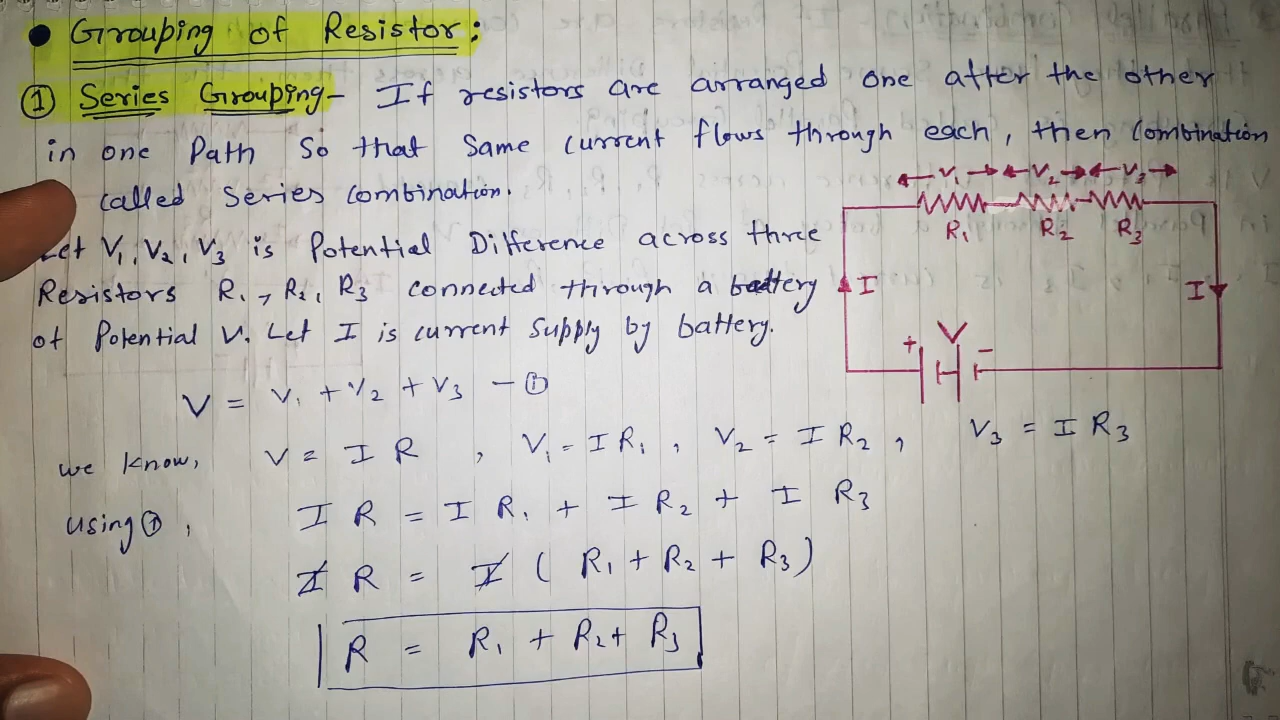 • Grouping of Resistor:
① Series Grouping- If resistors are arranged one after the other
in one Path So that Same current flows through each, then Combination
called Series Combination.
Let V₁, V₂, V₃ is Potential Difference across three
Resistors R₁, R₂, R₃ connected through a battery
of Potential V. Let I is current Supply by battery.
V₁ V₂ V₃
R₁ R₂ R₃
I I
V
+ -
V = V₁ + V₂ + V₃ - ①
we know, V = I R , V₁ = I R₁ , V₂ = I R₂ , V₃ = I R₃
using ① , I R = I R₁ + I R₂ + I R₃
I R = I ( R₁ + R₂ + R₃ )
R = R₁ + R₂ + R₃